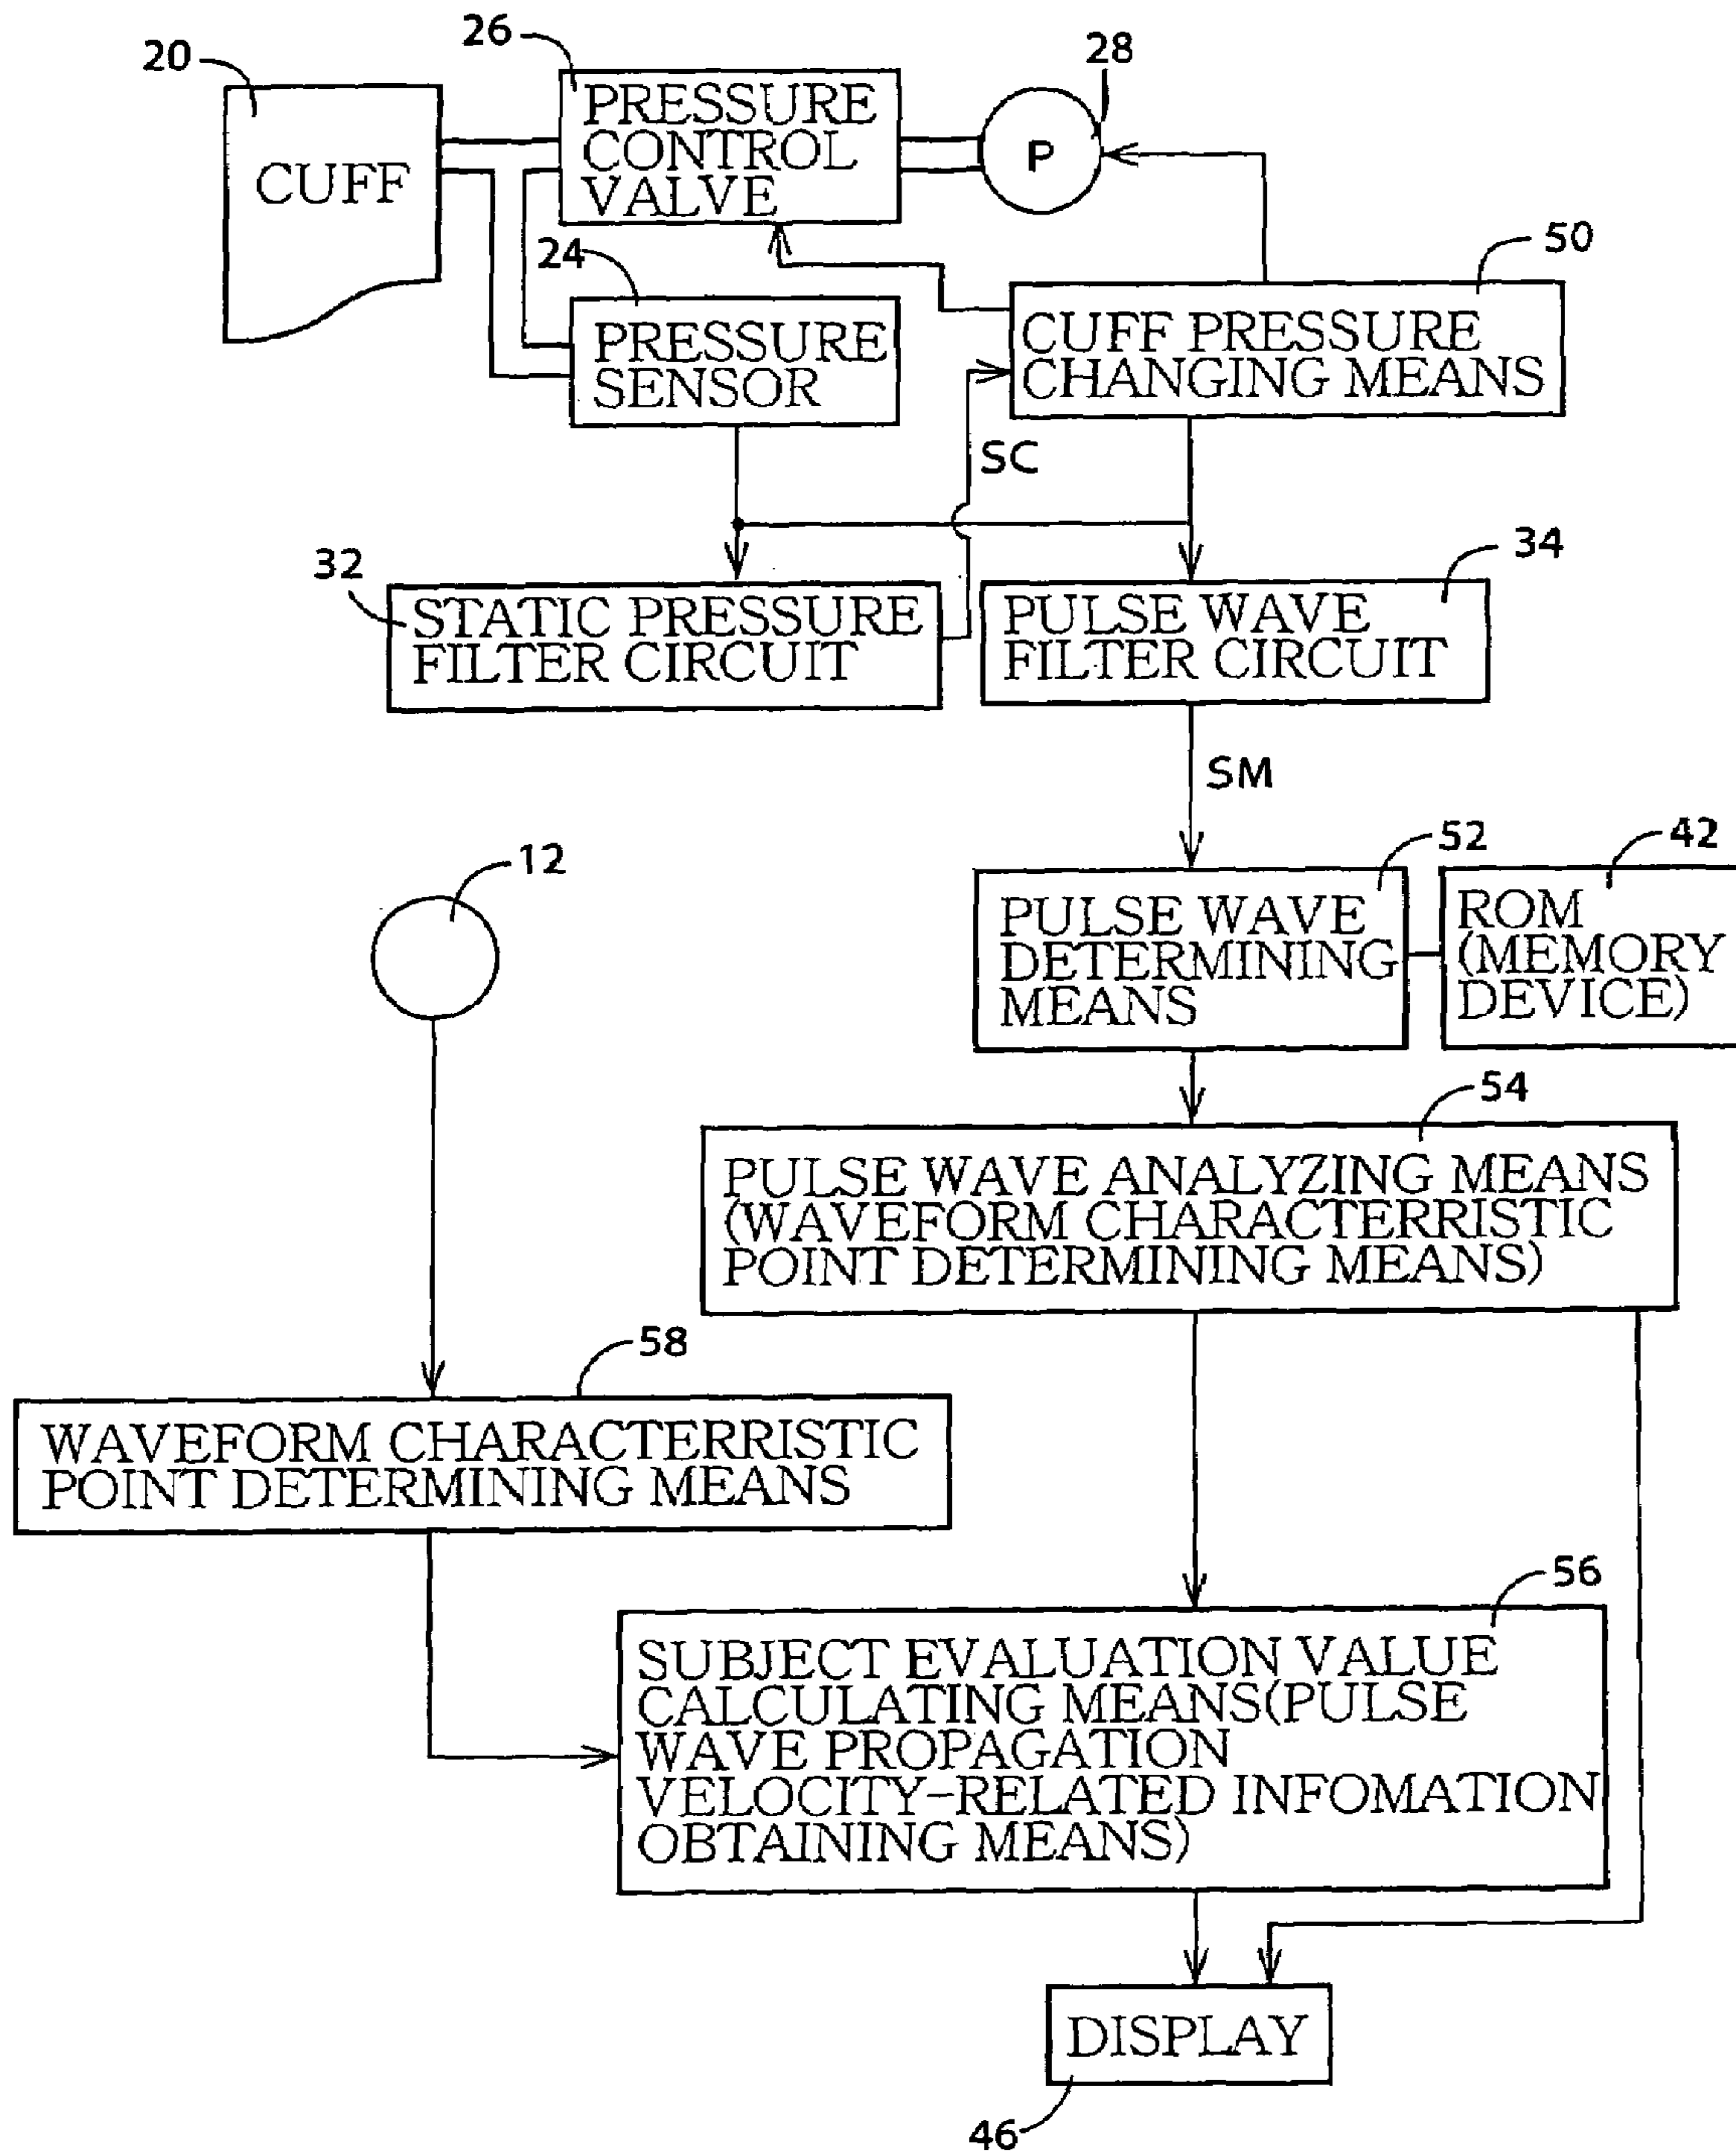 20
26
28
CUFF
PRESSURE
CONTROL
VALVE
P
24
50
PRESSURE
SENSOR
CUFF PRESSURE
CHANGING MEANS
SC
32
34
STATIC PRESSURE
FILTER CIRCUIT
PULSE WAVE
FILTER CIRCUIT
SM
12
52
42
PULSE WAVE
DETERMINING
MEANS
ROM
(MEMORY
DEVICE)
54
PULSE WAVE ANALYZING MEANS
(WAVEFORM CHARACTERRISTIC
POINT DETERMINING MEANS)
58
WAVEFORM CHARACTERRISTIC
POINT DETERMINING MEANS
56
SUBJECT EVALUATION VALUE
CALCULATING MEANS(PULSE
WAVE PROPAGATION
VELOCITY-RELATED INFOMATION
OBTAINING MEANS)
DISPLAY
46